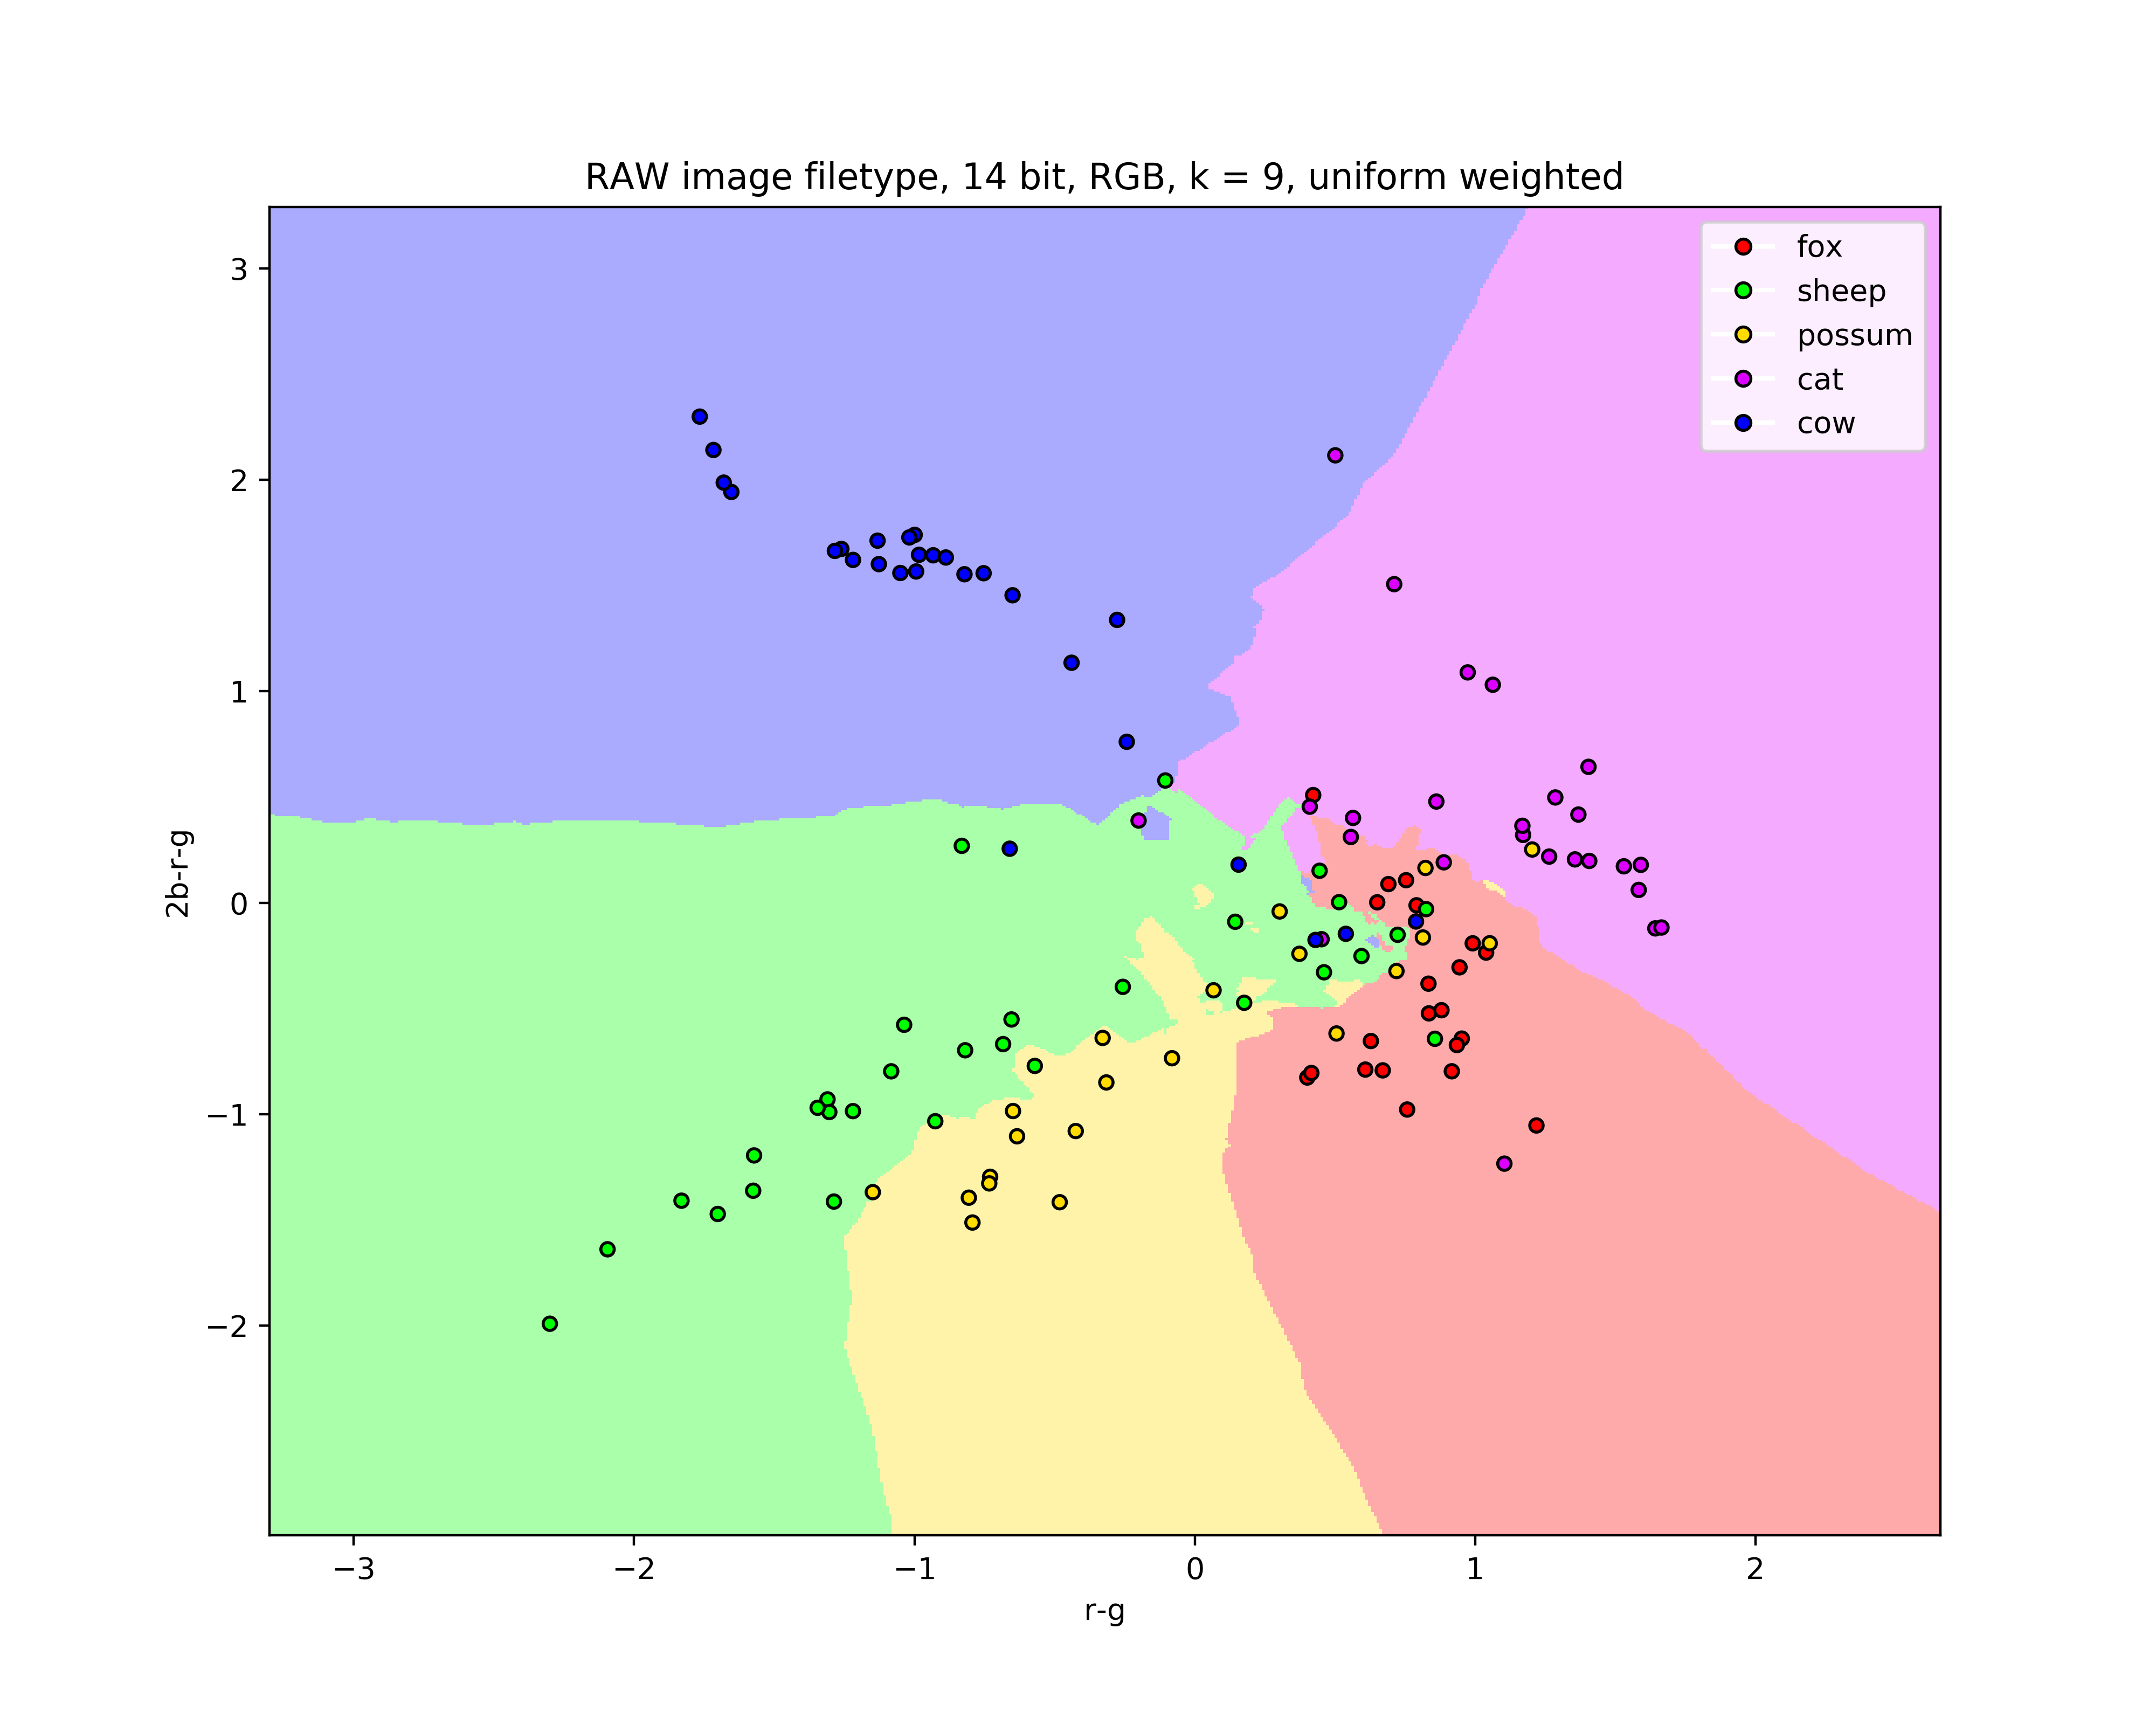 RAW image filetype, 14 bit, RGB, k = 9, uniform weighted
fox
sheep
possum
cat
cow
3
2
1
0
−1
−2
2b-r-g
−3
−2
−1
0
1
2
r-g